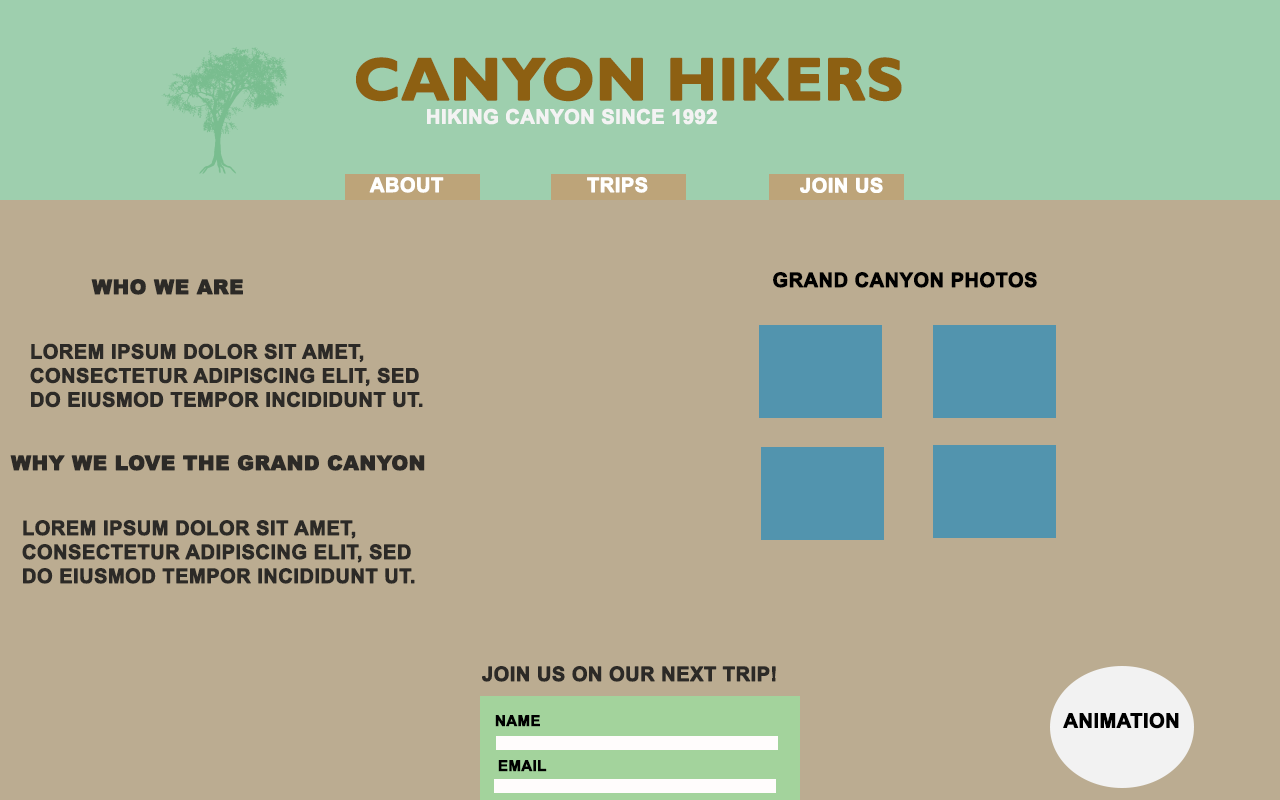 CANYON HIKERS
HIKING CANYON SINCE 1992
ABOUT
TRIPS
JOIN US
WHO WE ARE
LOREM IPSUM DOLOR SIT AMET,
CONSECTETUR ADIPISCING ELIT, SED
DO EIUSMOD TEMPOR INCIDIDUNT UT.
WHY WE LOVE THE GRAND CANYON
LOREM IPSUM DOLOR SIT AMET,
CONSECTETUR ADIPISCING ELIT, SED
DO EIUSMOD TEMPOR INCIDIDUNT UT.
GRAND CANYON PHOTOS
JOIN US ON OUR NEXT TRIP!
NAME
EMAIL
ANIMATION